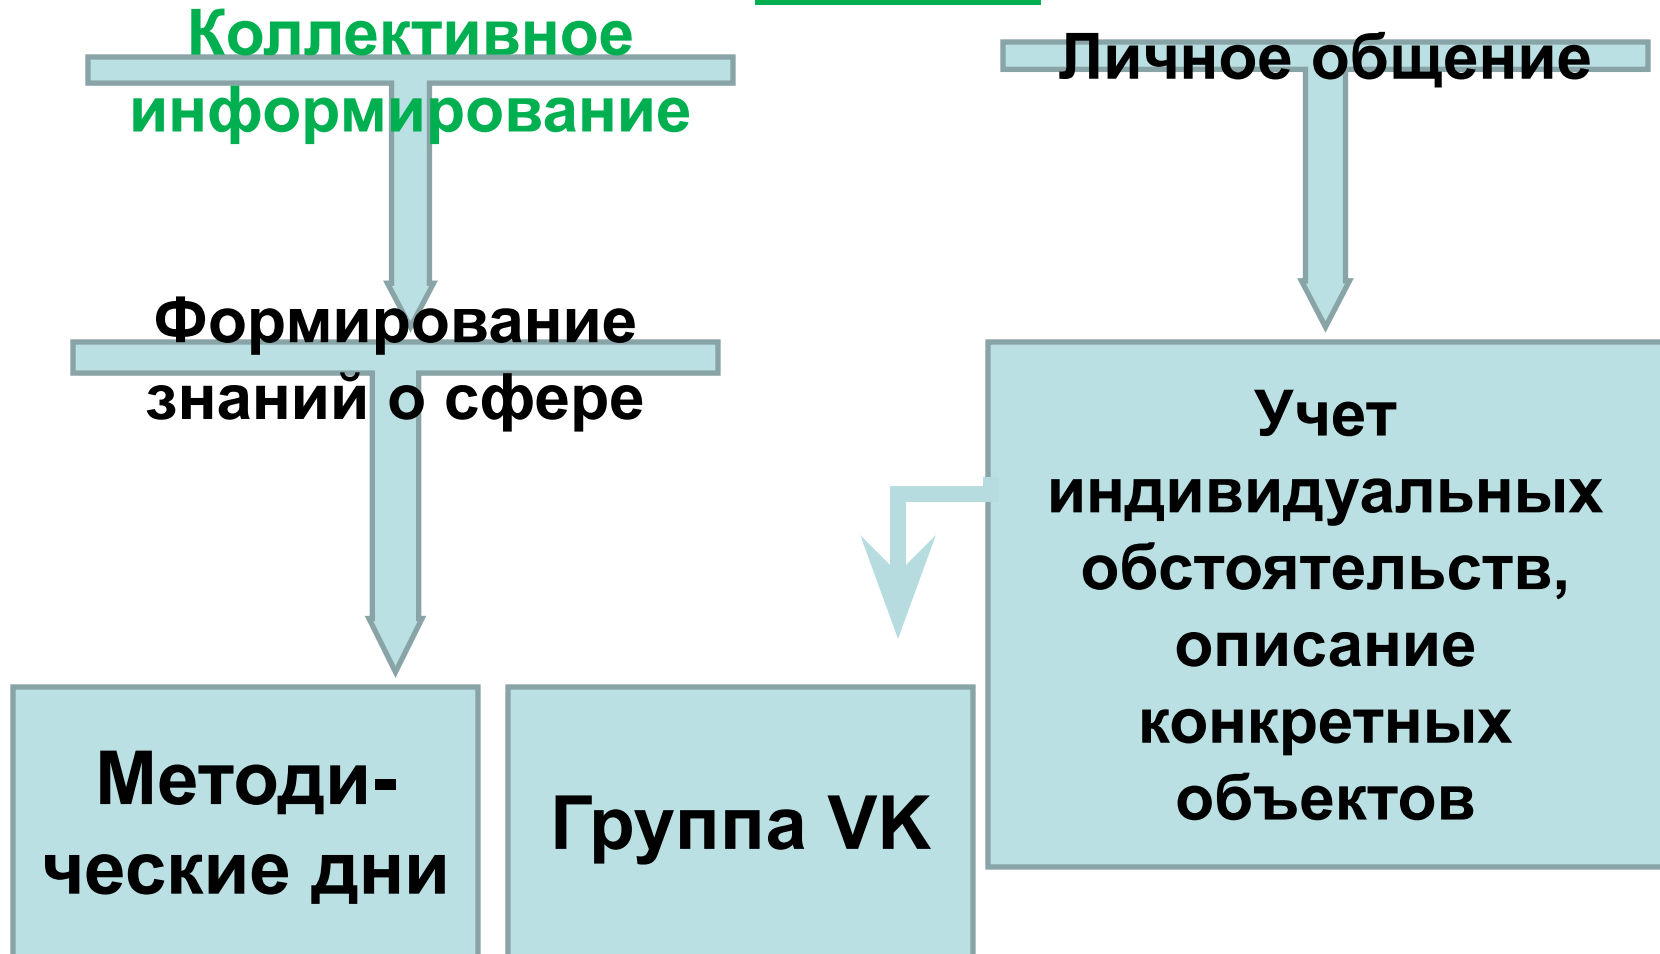 Коллективное
информирование
Личное общение
Формирование
знаний о сфере
Учет
индивидуальных
обстоятельств,
описание
конкретных
объектов
Методи-
ческие дни
Группа VK